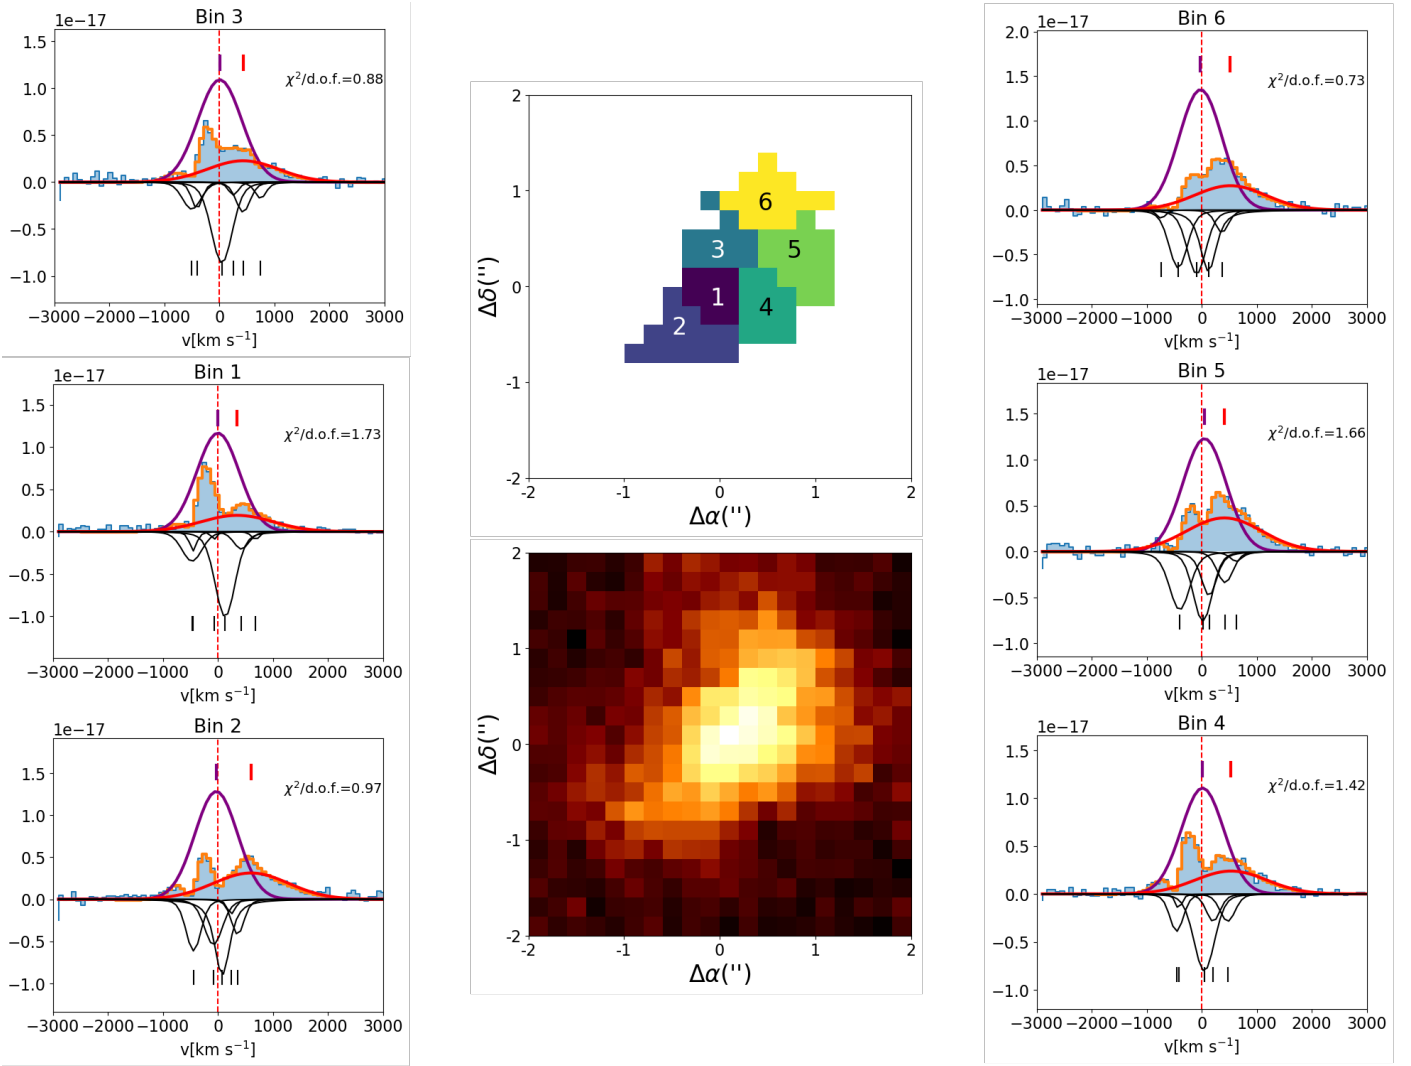 Bin 3
1e−17
χ²/d.o.f.=0.88
1.5
1.0
0.5
0.0
−0.5
−1.0
−3000 −2000 −1000 0 1000 2000 3000
v[km s⁻¹]
Bin 1
1e−17
χ²/d.o.f.=1.73
1.5
1.0
0.5
0.0
−0.5
−1.0
−3000 −2000 −1000 0 1000 2000 3000
v[km s⁻¹]
Bin 2
1e−17
χ²/d.o.f.=0.97
1.5
1.0
0.5
0.0
−0.5
−1.0
−3000 −2000 −1000 0 1000 2000 3000
v[km s⁻¹]
2
1
0
-1
-2
Δδ('')
6
3 5
1 4
2
-2 -1 0 1 2
Δα('')
2
1
0
-1
-2
Δδ('')
-2 -1 0 1 2
Δα('')
Bin 6
1e−17
χ²/d.o.f.=0.73
2.0
1.5
1.0
0.5
0.0
−0.5
−1.0
−3000 −2000 −1000 0 1000 2000 3000
v[km s⁻¹]
Bin 5
1e−17
χ²/d.o.f.=1.66
1.5
1.0
0.5
0.0
−0.5
−1.0
−3000 −2000 −1000 0 1000 2000 3000
v[km s⁻¹]
Bin 4
1e−17
χ²/d.o.f.=1.42
1.5
1.0
0.5
0.0
−0.5
−1.0
−3000 −2000 −1000 0 1000 2000 3000
v[km s⁻¹]